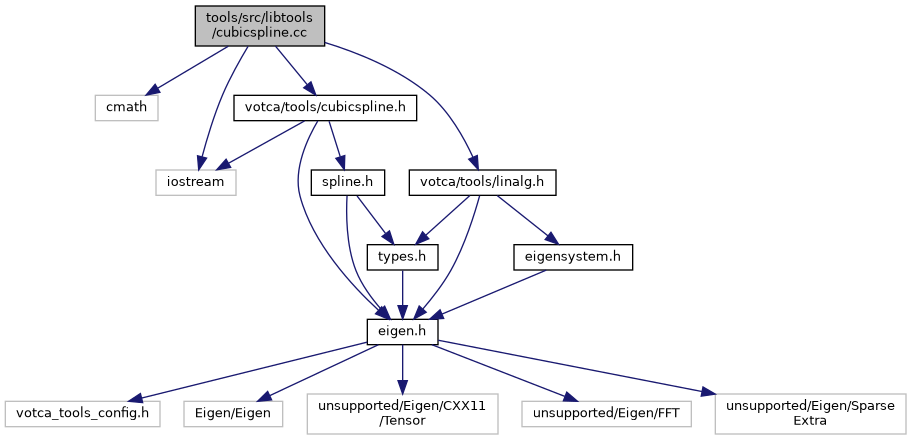 tools/src/libtools
/cubicspline.cc
cmath
votca/tools/cubicspline.h
iostream
spline.h
votca/tools/linalg.h
types.h
eigensystem.h
eigen.h
votca_tools_config.h
Eigen/Eigen
unsupported/Eigen/CXX11
/Tensor
unsupported/Eigen/FFT
unsupported/Eigen/Sparse
Extra